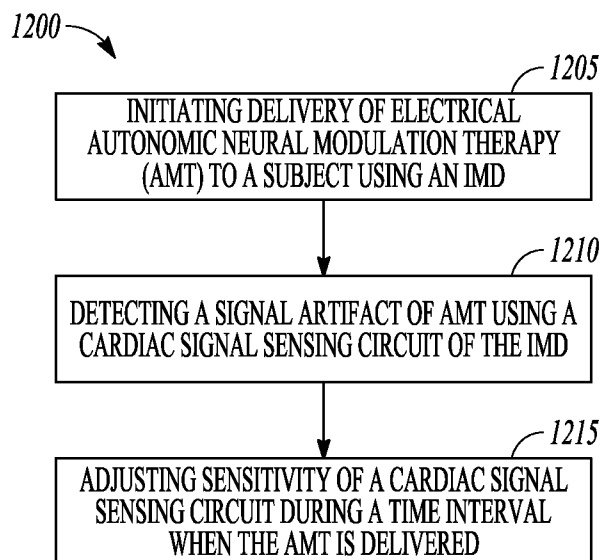 1200
1205
INITIATING DELIVERY OF ELECTRICAL
AUTONOMIC NEURAL MODULATION THERAPY
(AMT) TO A SUBJECT USING AN IMD
1210
DETECTING A SIGNAL ARTIFACT OF AMT USING A
CARDIAC SIGNAL SENSING CIRCUIT OF THE IMD
1215
ADJUSTING SENSITIVITY OF A CARDIAC SIGNAL
SENSING CIRCUIT DURING A TIME INTERVAL
WHEN THE AMT IS DELIVERED